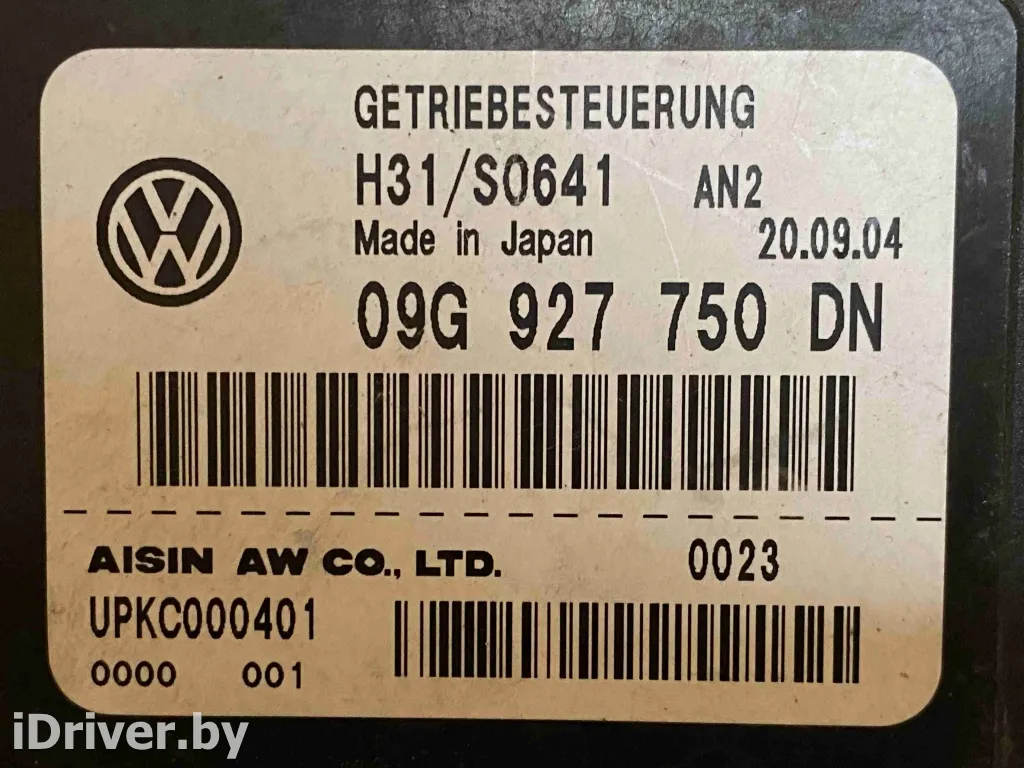 GETRIEBESTEUERUNG
H31/S0641 AN2
Made in Japan 20.09.04
09G 927 750 DN
AISIN AW CO., LTD. 0023
UPKC000401
0000 001
iDriver.by